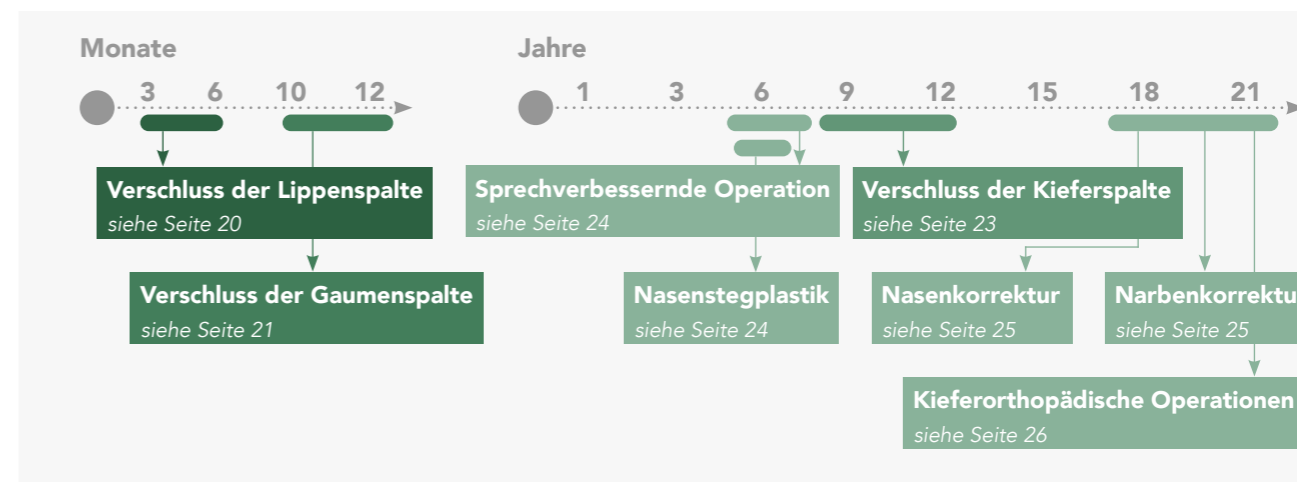 Monate
3 6 10 12
Verschluss der Lippenspalte
siehe Seite 20
Verschluss der Gaumenspalte
siehe Seite 21
Jahre
1 3 6 9 12 15 18 21
Sprechverbessernde Operation
siehe Seite 24
Verschluss der Kieferspalte
siehe Seite 23
Nasenstegplastik
siehe Seite 24
Nasenkorrektur
siehe Seite 25
Narbenkorrektu
siehe Seite 25
Kieferorthopädische Operationen
siehe Seite 26